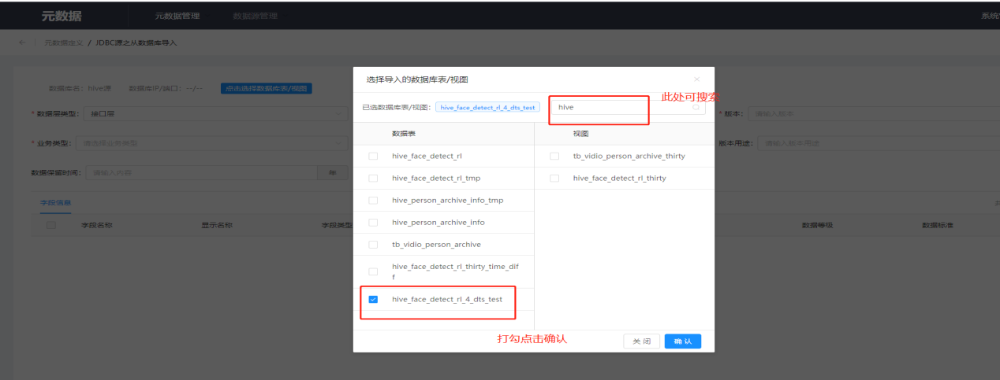 元数据 元数据管理 数据源管理 系统
← 元数据定义 / JDBC源之从数据库导入
数据库名: hive源 数据库IP/端口: --/-- 点击选择数据库表/视图
* 数据层类型: 接口层
* 版本: 请输入版本
* 业务类型: 请选择业务类型
版本用途: 请输入版本用途
数据保留时间: 请输入内容 年
字段信息
字段名称 显示名称 字段类型 数据等级 数据标准
选择导入的数据库表/视图 ×
已选数据库表/视图: hive_face_detect_rl_4_dts_test hive
此处可搜索
数据表 视图
hive_face_detect_rl tb_vidio_person_archive_thirty
hive_face_detect_rl_tmp hive_face_detect_rl_thirty
hive_person_archive_info_tmp
hive_person_archive_info
tb_vidio_person_archive
hive_face_detect_rl_thirty_time_dif
f
hive_face_detect_rl_4_dts_test
打勾点击确认
关闭 确认